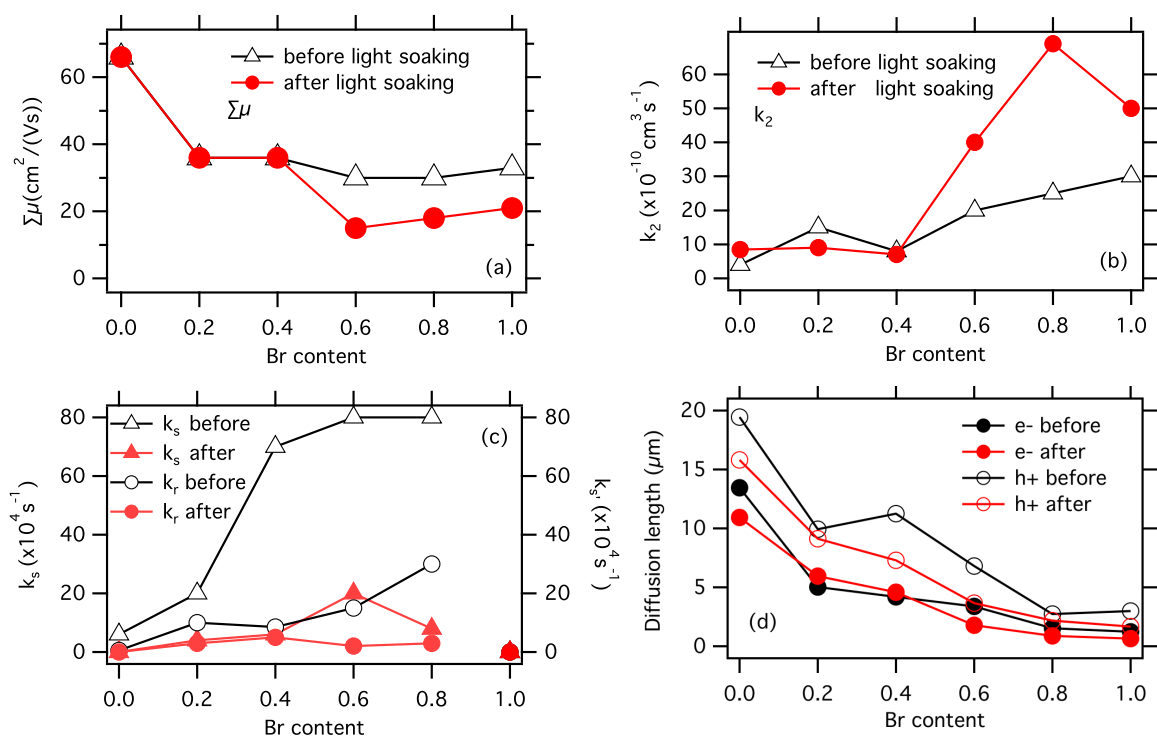 60
40
20
0
∑μ(cm²/(Vs))
before light soaking
after light soaking
∑μ
(a)
0.0 0.2 0.4 0.6 0.8 1.0
Br content
60
50
40
30
20
10
0
k₂ (x10⁻¹⁰ cm³ s⁻¹)
before light soaking
after light soaking
k₂
(b)
0.0 0.2 0.4 0.6 0.8 1.0
Br content
80
60
40
20
0
kₛ (x10⁴ s⁻¹)
kₛ before
kₛ after
kᵣ before
kᵣ after
(c)
80
60
40
20
0
kₛ' (x10⁴ s⁻¹)
0.0 0.2 0.4 0.6 0.8 1.0
Br content
20
15
10
5
0
Diffusion length (μm)
e- before
e- after
h+ before
h+ after
(d)
0.0 0.2 0.4 0.6 0.8 1.0
Br content